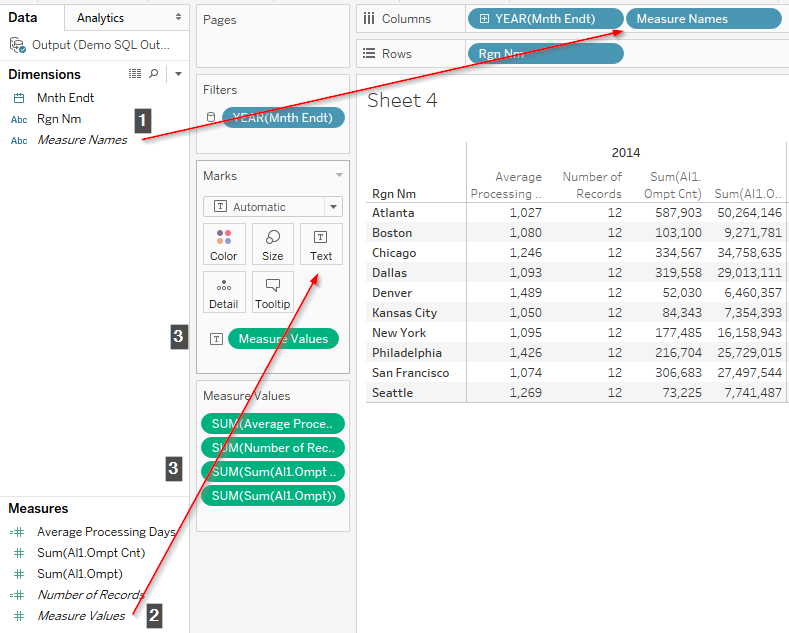 Data
Analytics
Output (Demo SQL Out...
Dimensions
Mnth Endt
Abc Rgn Nm
Abc Measure Names
1
Measures
Average Processing Days
Sum(Al1.Ompt Cnt)
Sum(Al1.Ompt)
Number of Records
Measure Values
2
Pages
Filters
YEAR(Mnth Endt)
Marks
Automatic
Color Size Text
Detail Tooltip
3
Measure Values
3
Measure Values
SUM(Average Proce..
SUM(Number of Rec..
SUM(Sum(Al1.Ompt ..
SUM(Sum(Al1.Ompt))
Columns YEAR(Mnth Endt) Measure Names
Rows Rgn Nm
Sheet 4
2014
Average Number of Sum(Al1.
Rgn Nm Processing .. Records Ompt Cnt) Sum(Al1.O..
Atlanta 1,027 12 587,903 50,264,146
Boston 1,080 12 103,100 9,271,781
Chicago 1,246 12 334,567 34,758,635
Dallas 1,093 12 319,558 29,013,111
Denver 1,489 12 52,030 6,460,357
Kansas City 1,050 12 84,343 7,354,393
New York 1,095 12 177,485 16,158,943
Philadelphia 1,426 12 216,704 25,729,015
San Francisco 1,074 12 306,683 27,497,544
Seattle 1,269 12 73,225 7,741,487